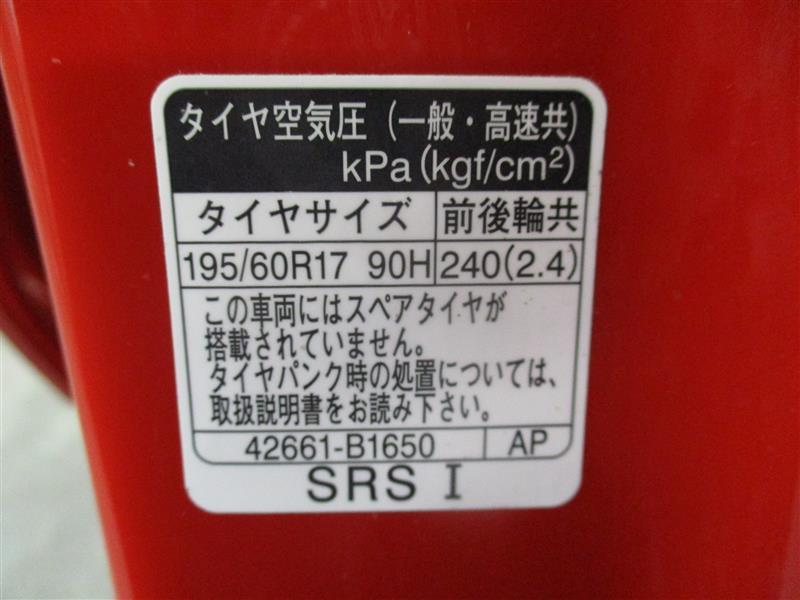 タイヤ空気圧（一般・高速共）
kPa(kgf/cm²)
タイヤサイズ 前後輪共
195/60R17 90H 240(2.4)
この車両にはスペアタイヤが
搭載されていません。
タイヤパンク時の処置については、
取扱説明書をお読み下さい。
42661-B1650 AP
SRS I